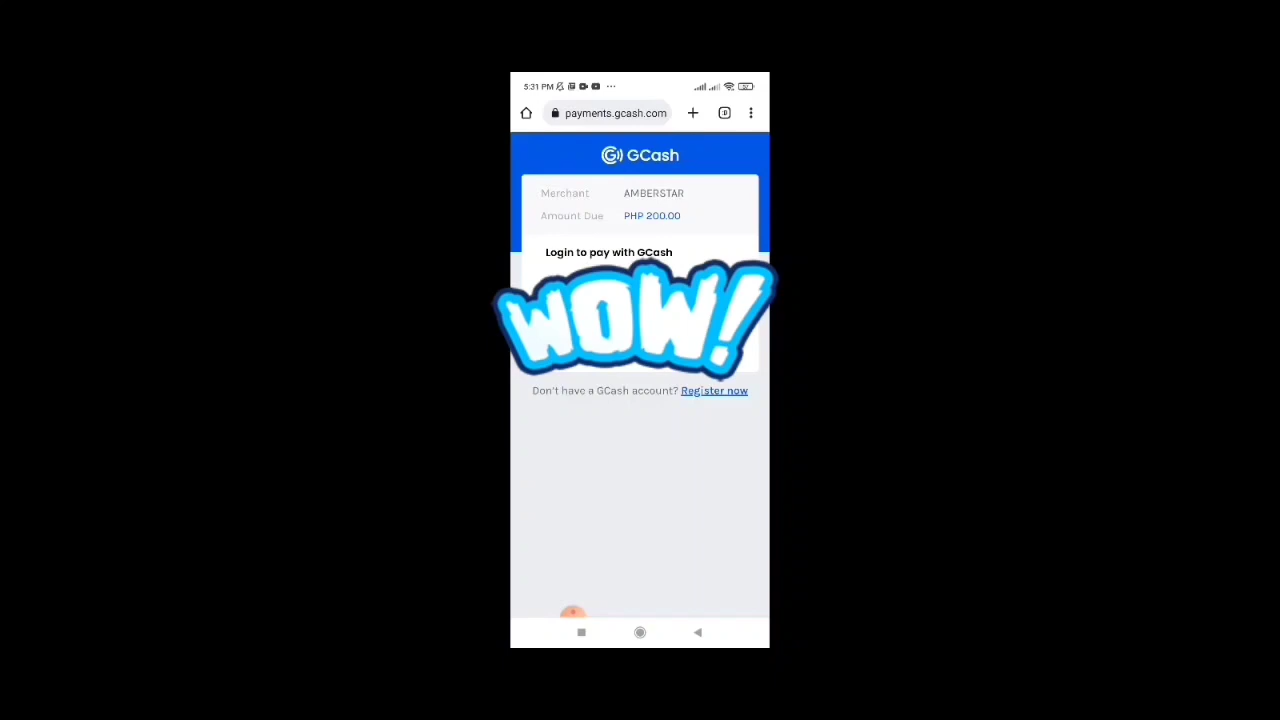 5:31 PM
payments.gcash.com
GCash
Merchant AMBERSTAR
Amount Due PHP 200.00
Login to pay with GCash
WOW!
Don't have a GCash account? Register now